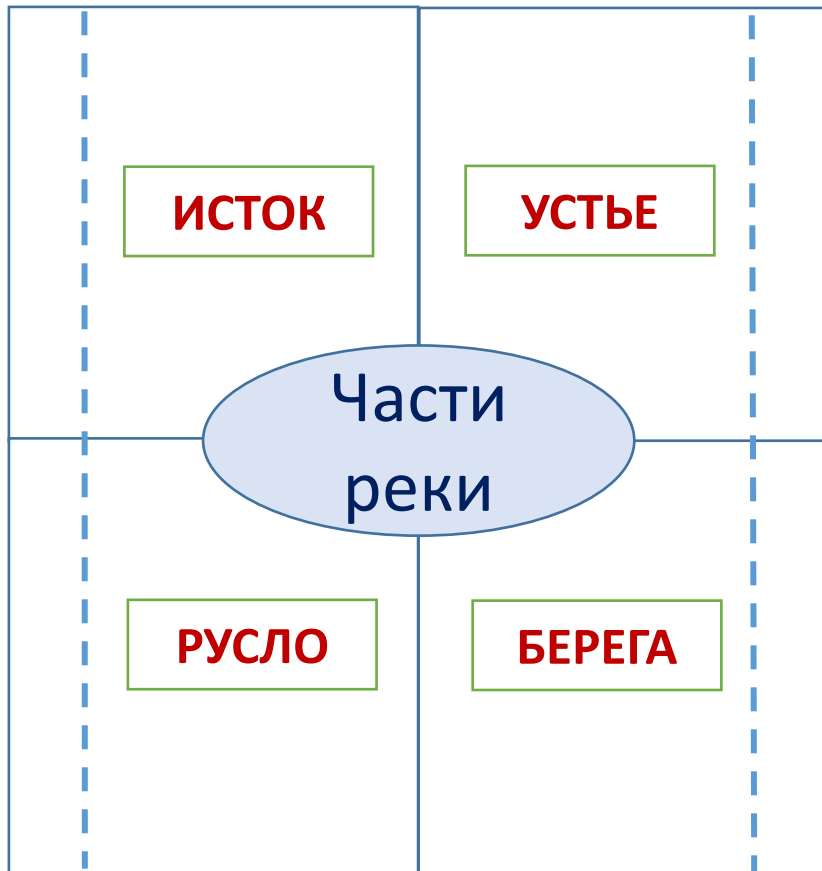 ИСТОК
УСТЬЕ
Части
реки
РУСЛО
БЕРЕГА